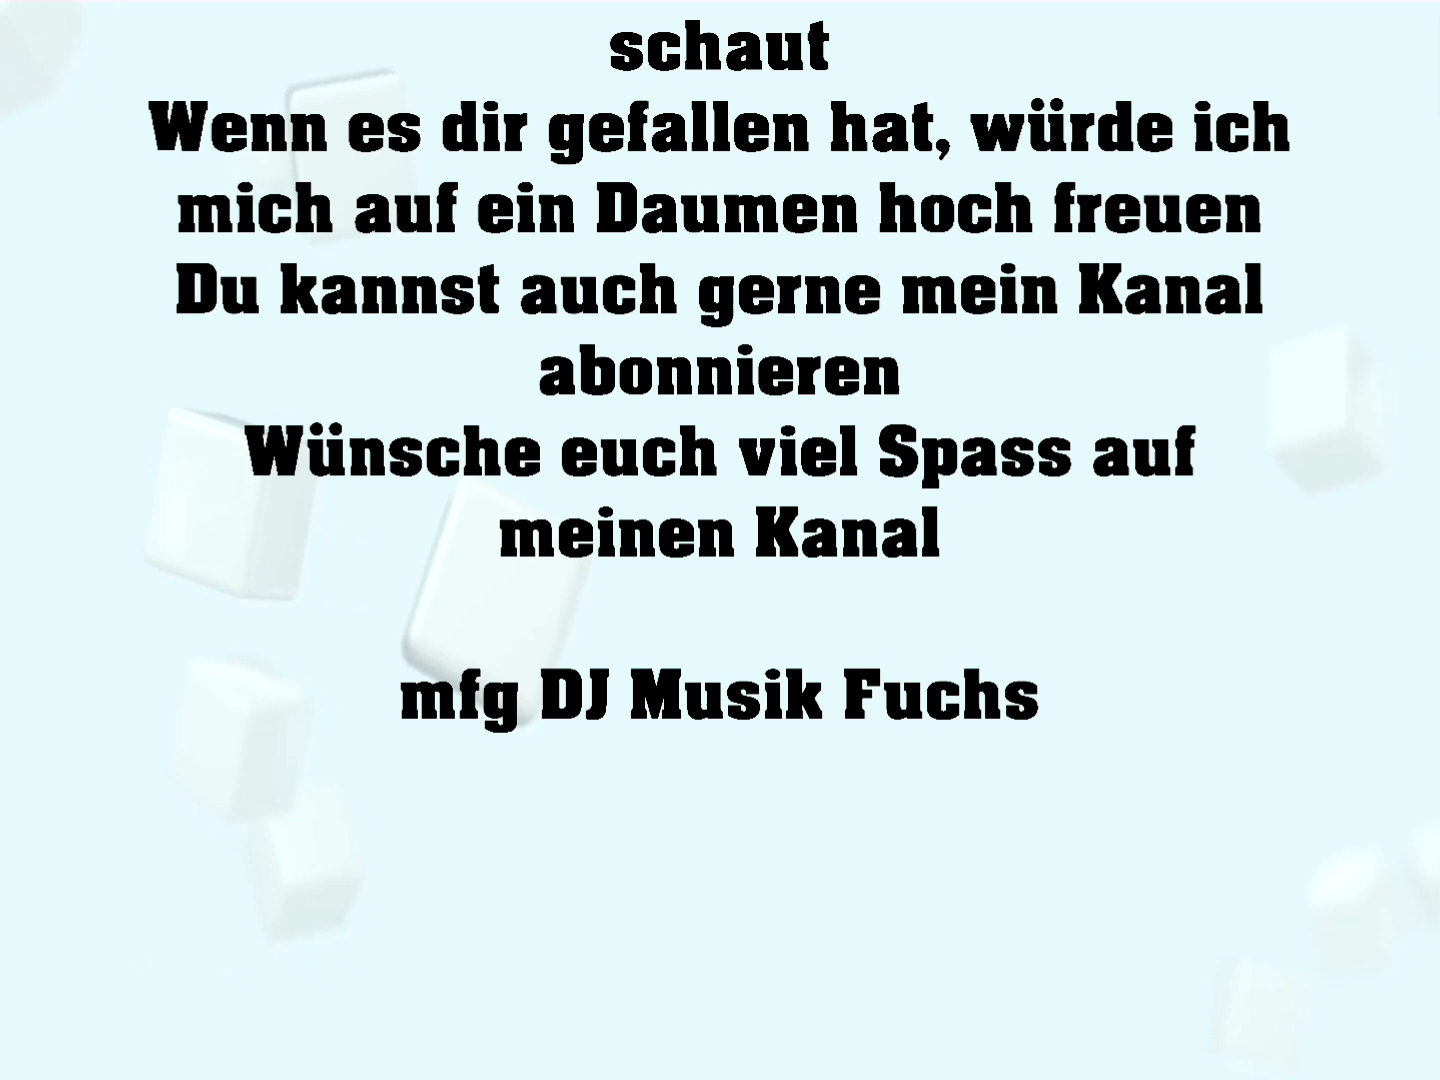 schaut
Wenn es dir gefallen hat, würde ich
mich auf ein Daumen hoch freuen
Du kannst auch gerne mein Kanal
abonnieren
Wünsche euch viel Spass auf
meinen Kanal
mfg DJ Musik Fuchs